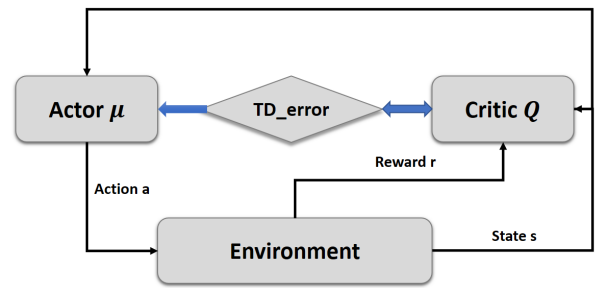 Actor μ
TD_error
Critic Q
Reward r
Action a
State s
Environment